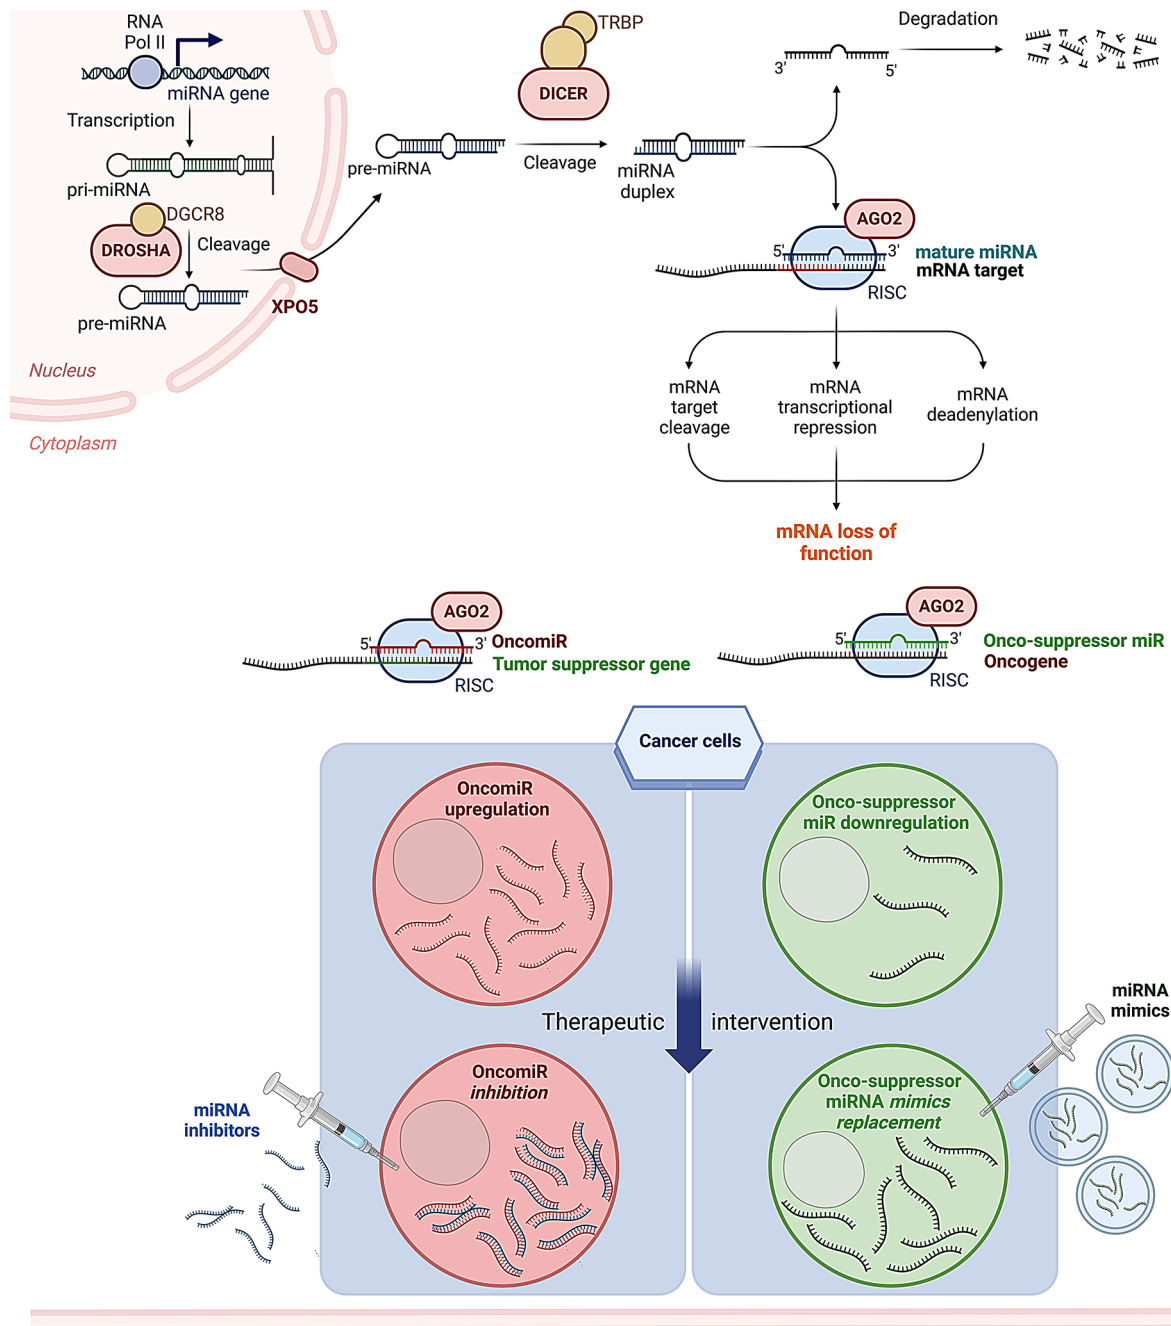 RNA
Pol II
miRNA gene
Transcription
pri-miRNA
DGCR8
DROSHA
Cleavage
pre-miRNA
XPO5
Nucleus
Cytoplasm
pre-miRNA
TRBP
DICER
Cleavage
miRNA
duplex
3'
5'
Degradation
AGO2
5'
3'
mature miRNA
mRNA target
RISC
mRNA
target
cleavage
mRNA
transcriptional
repression
mRNA
deadenylation
mRNA loss of
function
AGO2
5'
3'
OncomiR
Tumor suppressor gene
RISC
AGO2
5'
3'
Onco-suppressor miR
Oncogene
RISC
Cancer cells
OncomiR
upregulation
Onco-suppressor
miR downregulation
Therapeutic intervention
miRNA
inhibitors
OncomiR
inhibition
Onco-suppressor
miRNA mimics
replacement
miRNA
mimics